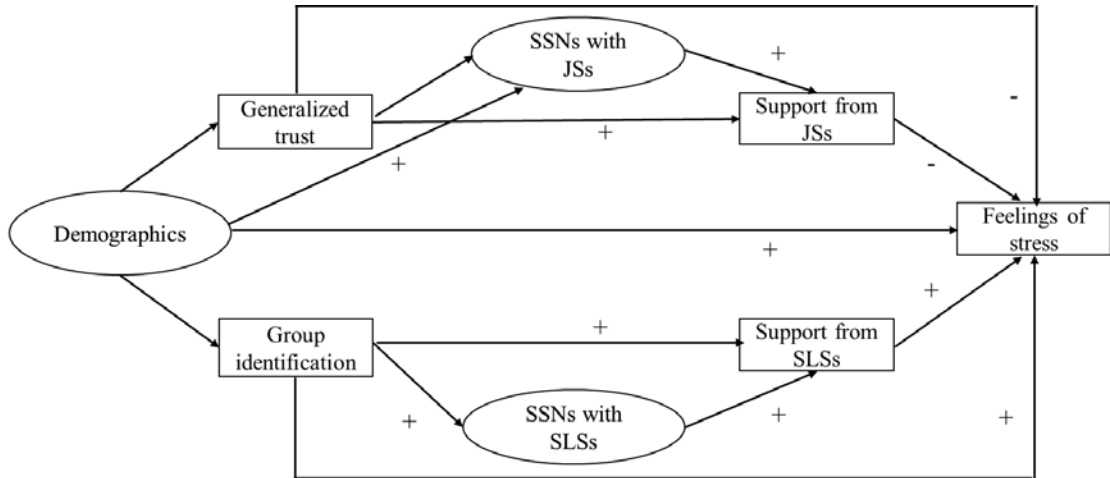 SSNs with
JSs
+
Generalized
trust
Support from
JSs
-
+
+
-
Demographics
Feelings of
stress
+
+
Group
identification
+
Support from
SLSs
SSNs with
SLSs
+
+
+